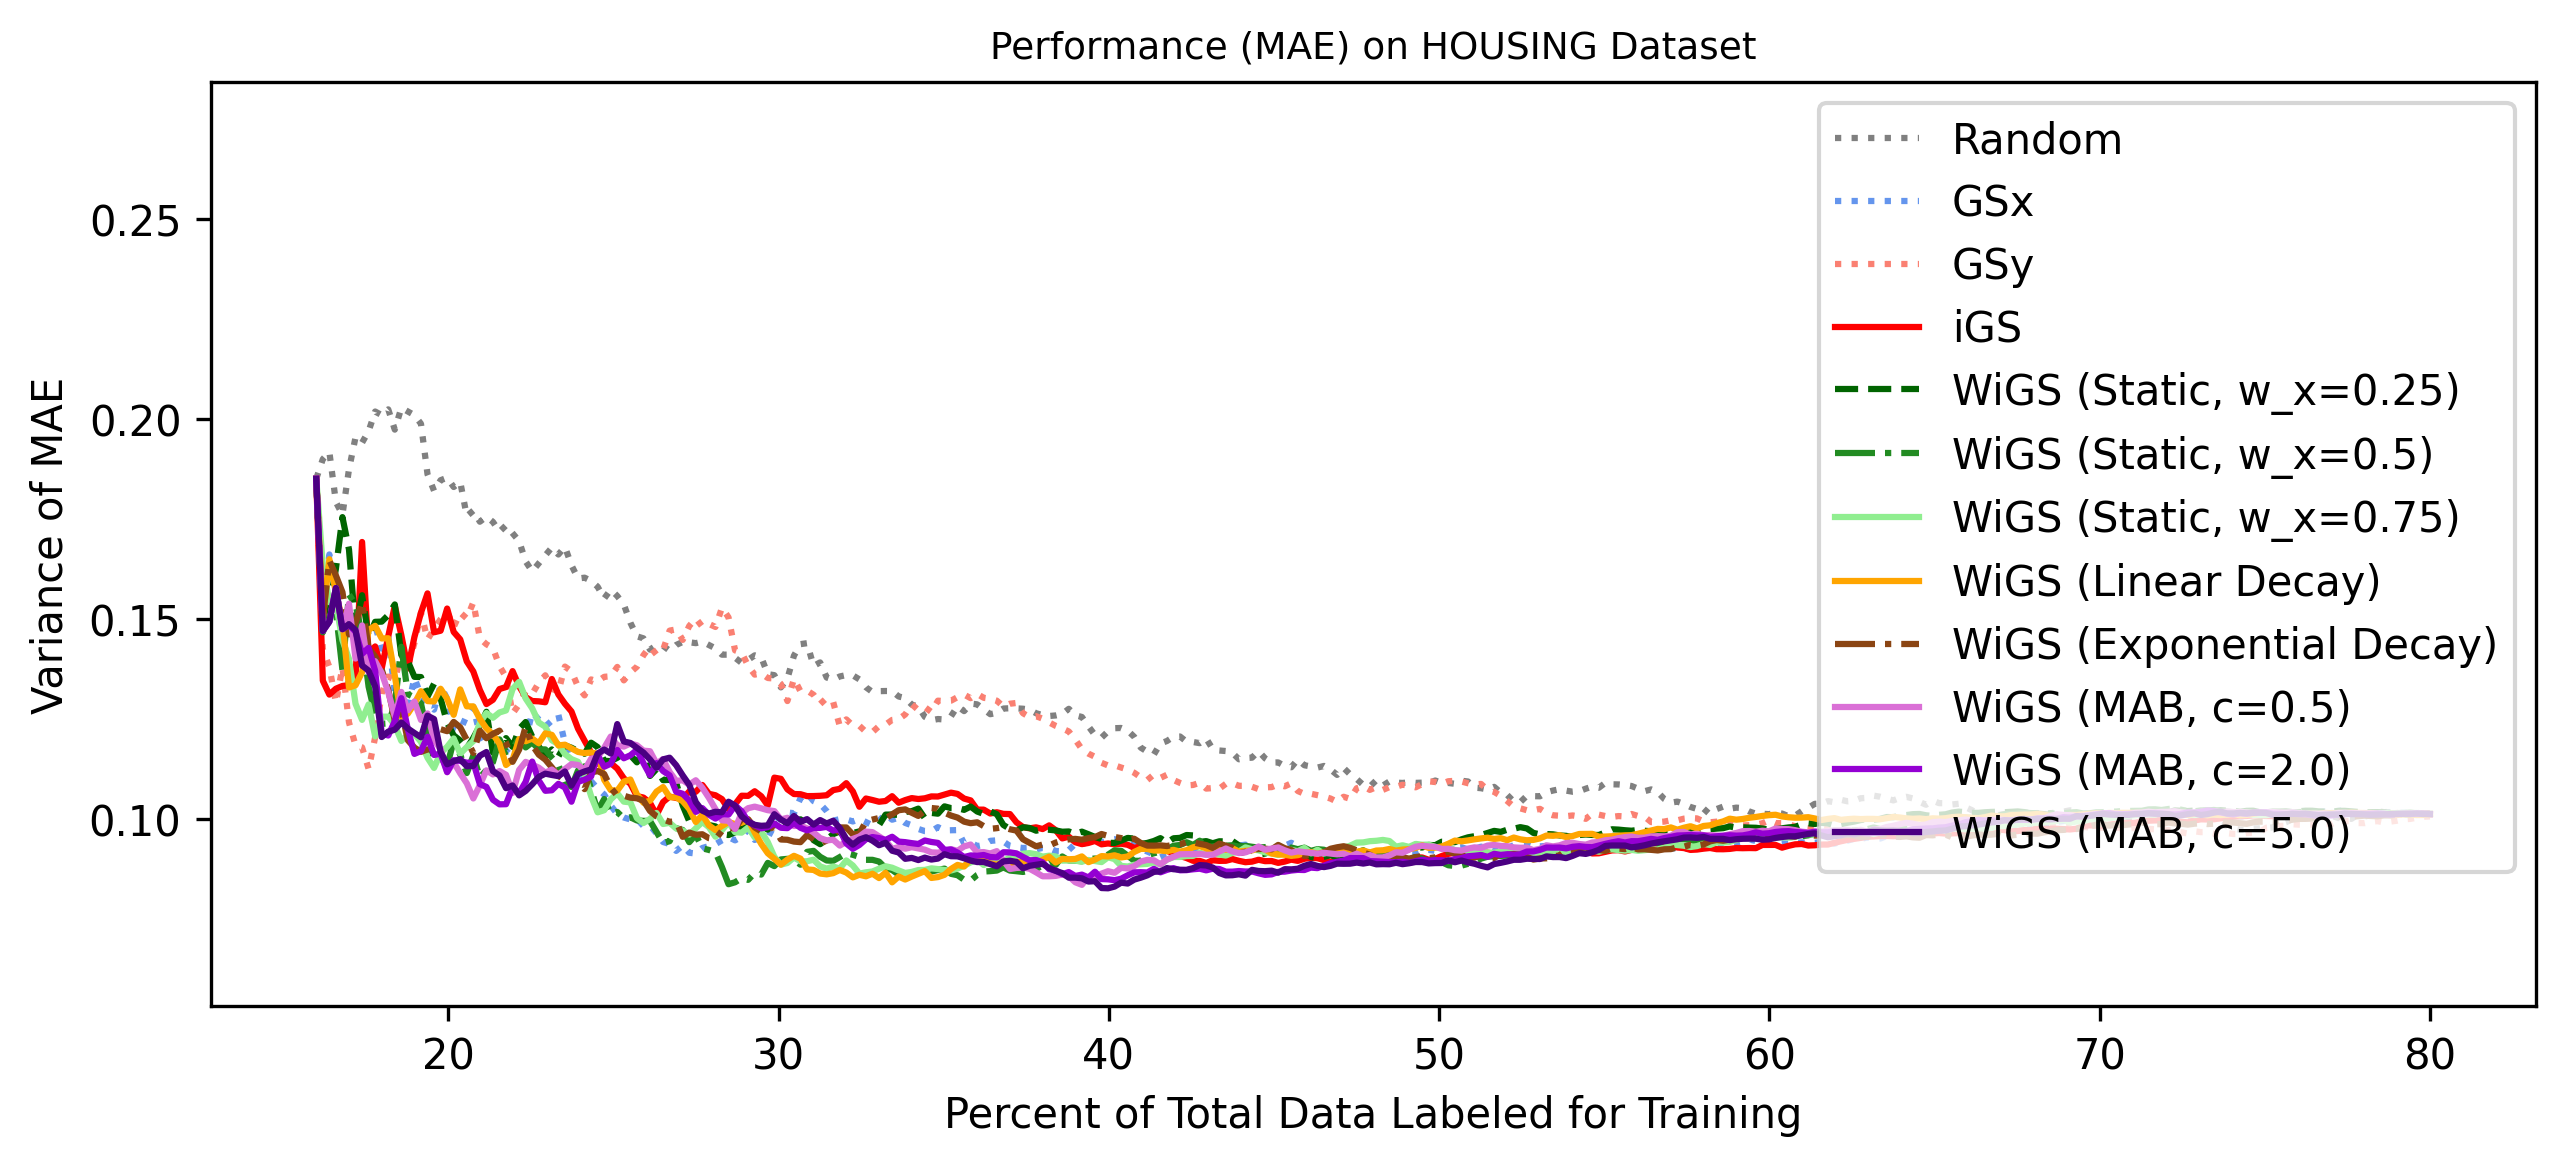 Performance (MAE) on HOUSING Dataset
Variance of MAE
0.25
0.20
0.15
0.10
Random
GSx
GSy
iGS
WiGS (Static, w_x=0.25)
WiGS (Static, w_x=0.5)
WiGS (Static, w_x=0.75)
WiGS (Linear Decay)
WiGS (Exponential Decay)
WiGS (MAB, c=0.5)
WiGS (MAB, c=2.0)
WiGS (MAB, c=5.0)
20 30 40 50 60 70 80
Percent of Total Data Labeled for Training